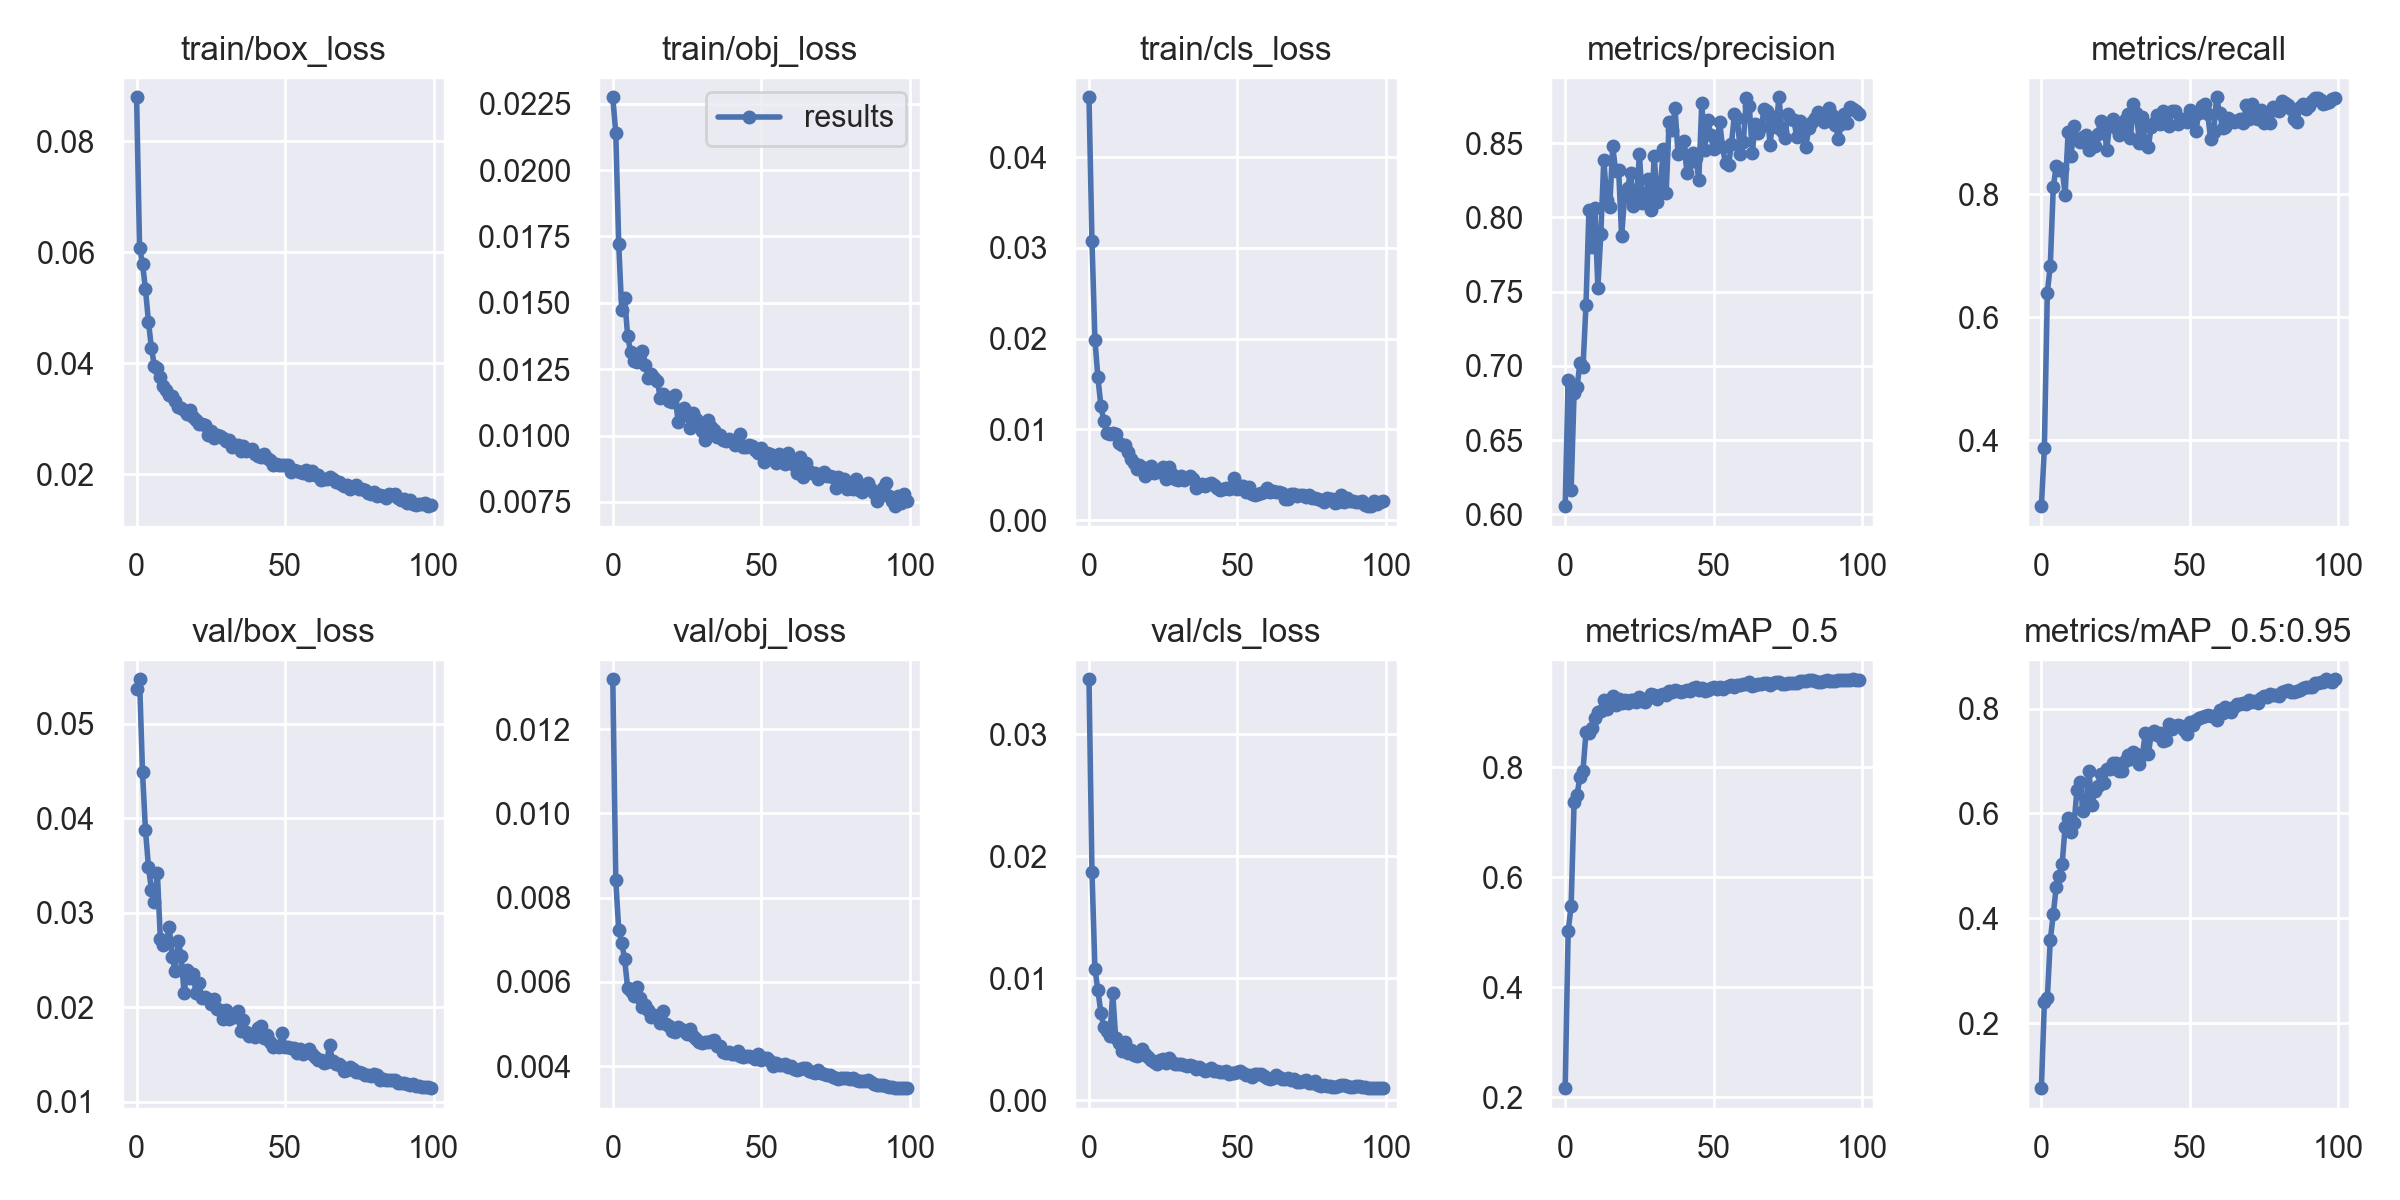 train/box_loss
0.08
0.06
0.04
0.02
0 50 100
train/obj_loss
results
0.0225
0.0200
0.0175
0.0150
0.0125
0.0100
0.0075
0 50 100
train/cls_loss
0.04
0.03
0.02
0.01
0.00
0 50 100
metrics/precision
0.85
0.80
0.75
0.70
0.65
0.60
0 50 100
metrics/recall
0.8
0.6
0.4
0 50 100
val/box_loss
0.05
0.04
0.03
0.02
0.01
0 50 100
val/obj_loss
0.012
0.010
0.008
0.006
0.004
0 50 100
val/cls_loss
0.03
0.02
0.01
0.00
0 50 100
metrics/mAP_0.5
0.8
0.6
0.4
0.2
0 50 100
metrics/mAP_0.5:0.95
0.8
0.6
0.4
0.2
0 50 100